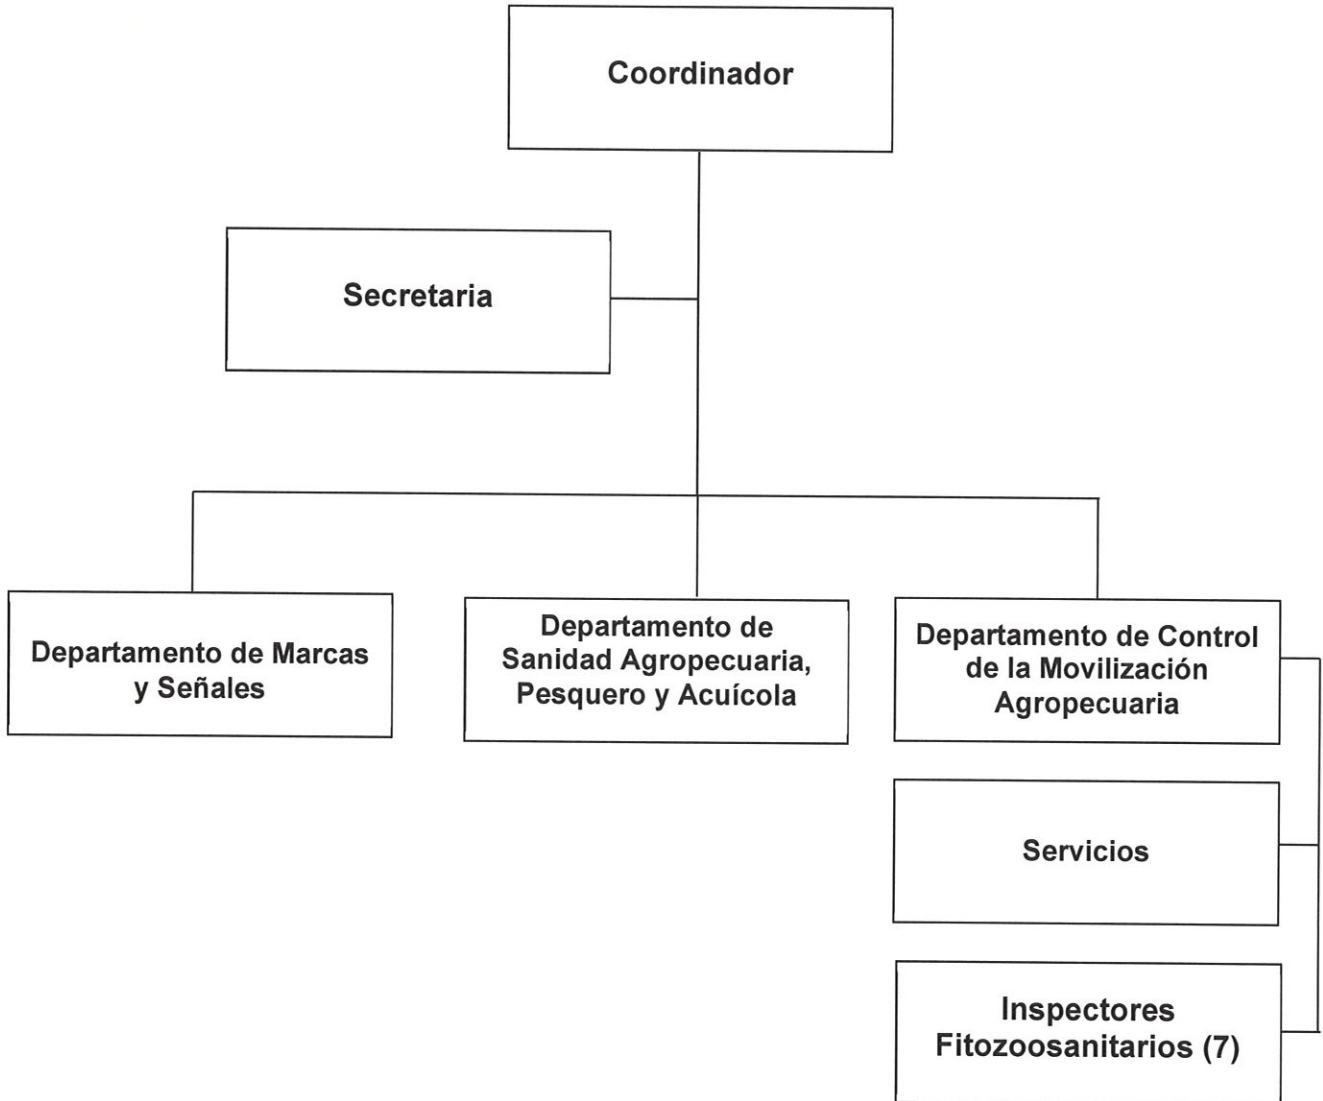 Coordinador
Secretaria
Departamento de Marcas
y Señales
Departamento de
Sanidad Agropecuaria,
Pesquero y Acuícola
Departamento de Control
de la Movilización
Agropecuaria
Servicios
Inspectores
Fitozoosanitarios (7)